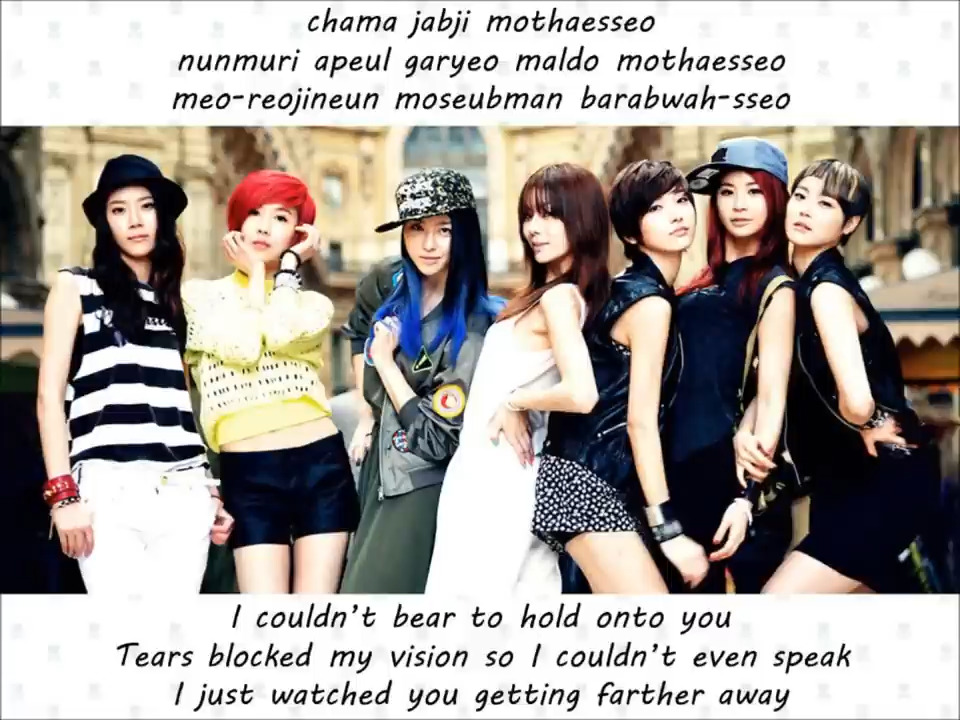 chama jabji mothaesseo
nunmuri apeul garyeo maldo mothaesseo
meo-reojineun moseubman barabwah-sseo
I couldn't bear to hold onto you
Tears blocked my vision so I couldn't even speak
I just watched you getting farther away